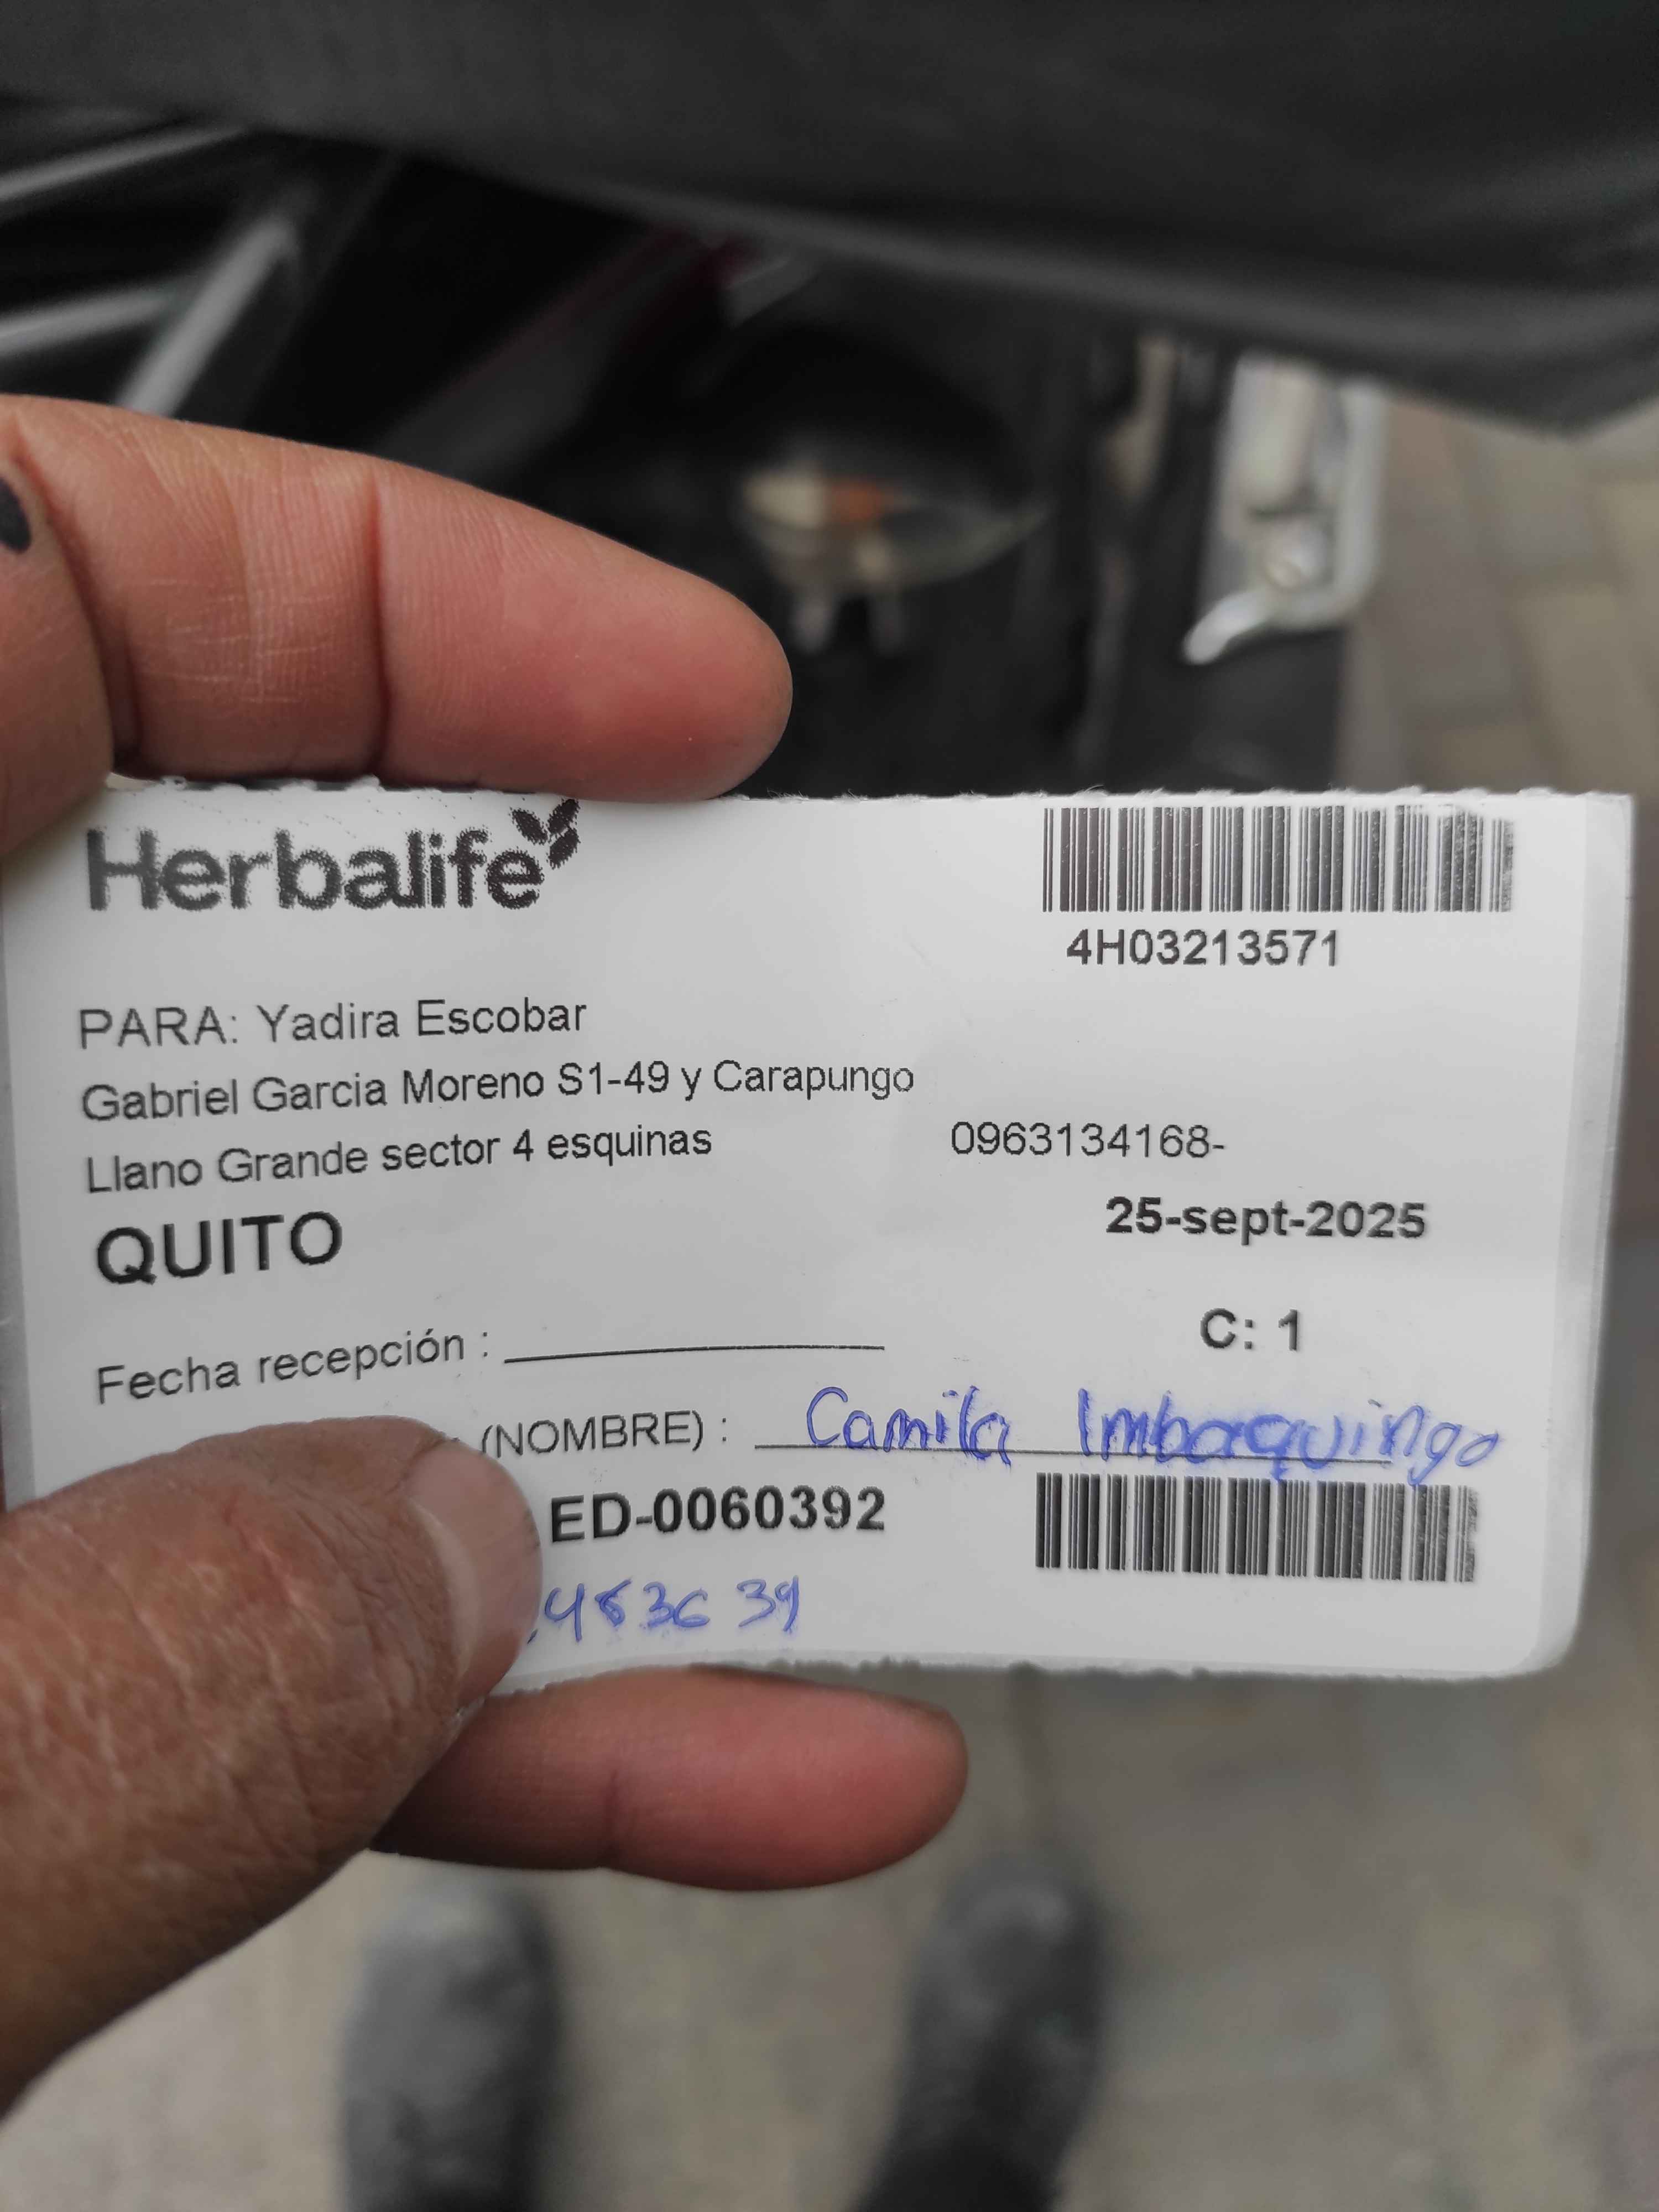 Herbalife
4H03213571
PARA: Yadira Escobar
Gabriel Garcia Moreno S1-49 y Carapungo
Llano Grande sector 4 esquinas
0963134168-
QUITO
25-sept-2025
C: 1
Fecha recepción :
(NOMBRE) : Camila Imbaquingo
ED-0060392